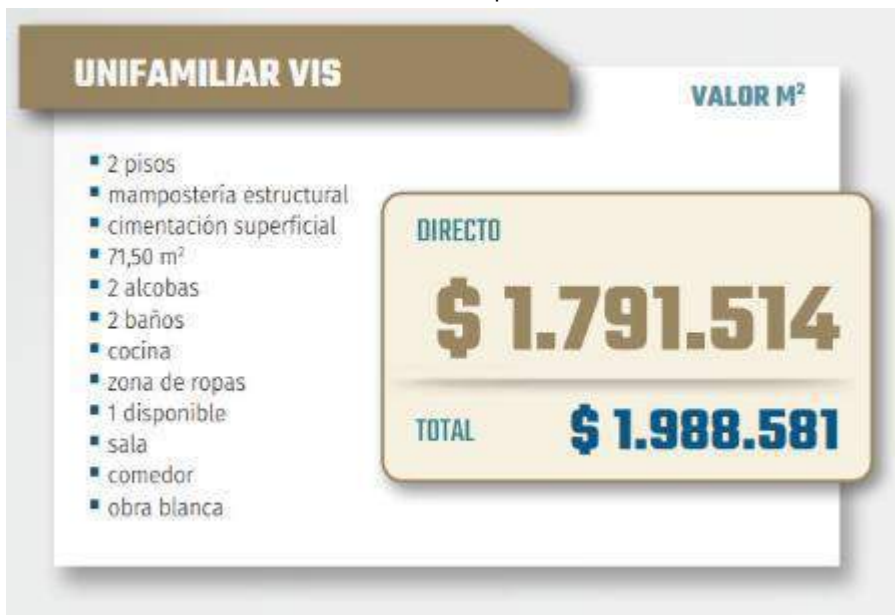 UNIFAMILIAR VIS
VALOR M²
▪ 2 pisos
▪ mampostería estructural
▪ cimentación superficial
▪ 71,50 m²
▪ 2 alcobas
▪ 2 baños
▪ cocina
▪ zona de ropas
▪ 1 disponible
▪ sala
▪ comedor
▪ obra blanca
DIRECTO
$ 1.791.514
TOTAL $ 1.988.581